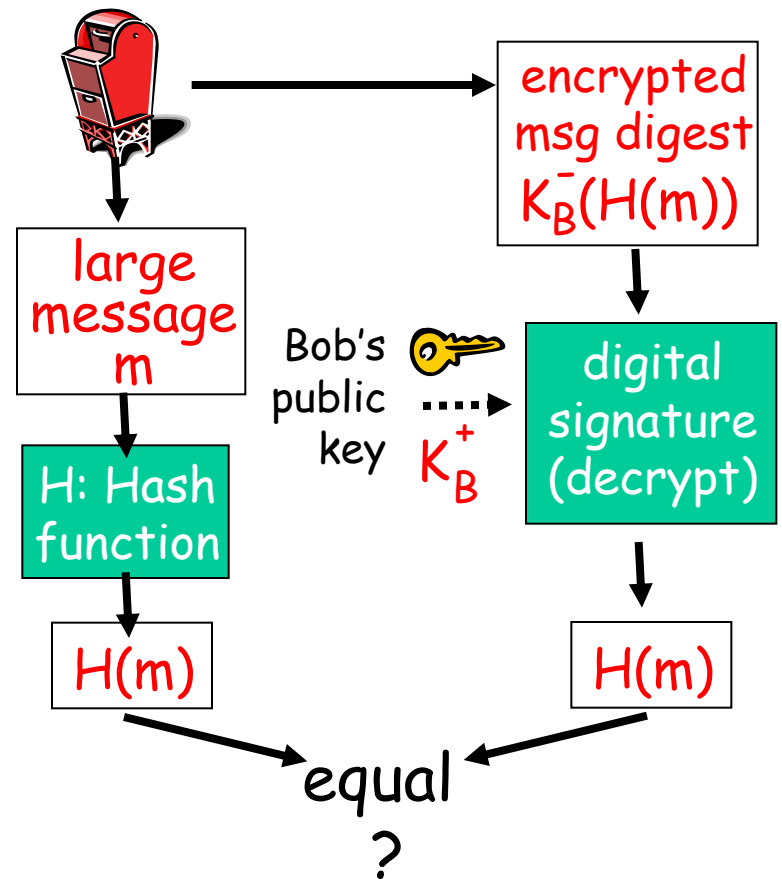 encrypted
msg digest
K_B^-(H(m))
large
message
m
Bob's
public
key
K_B^+
digital
signature
(decrypt)
H: Hash
function
H(m)
H(m)
equal
?